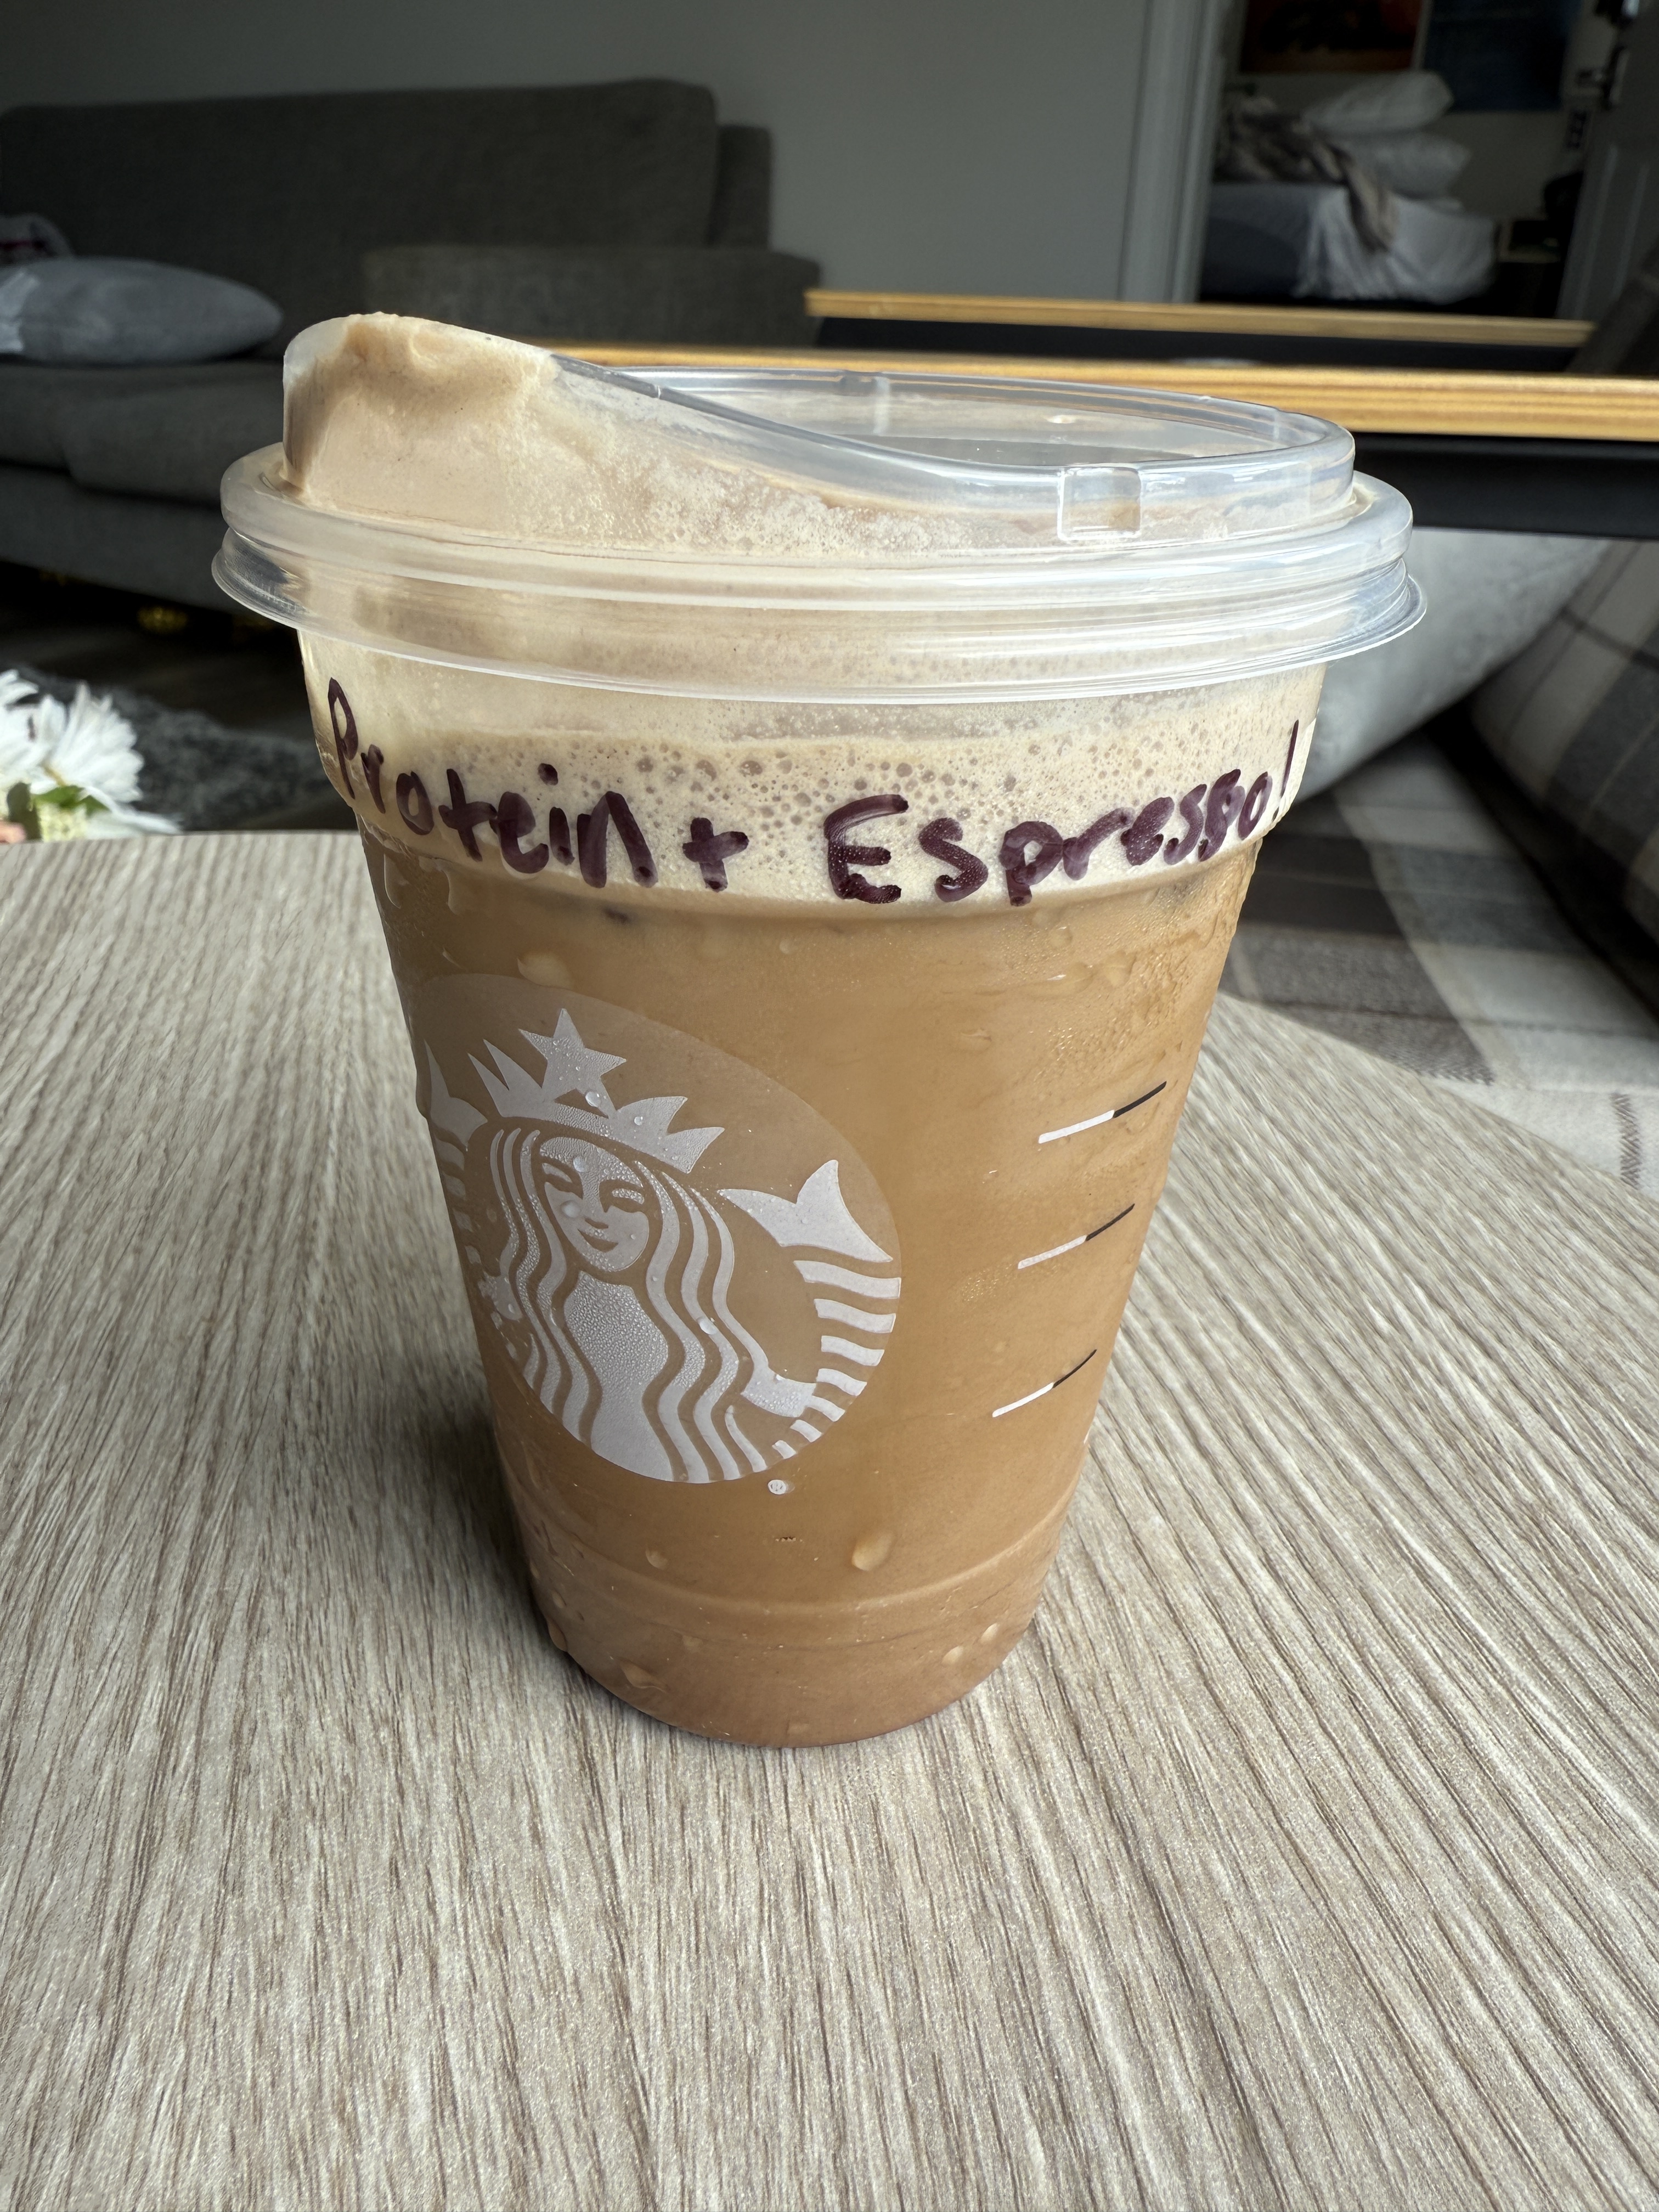 Protein + Espresso!
®